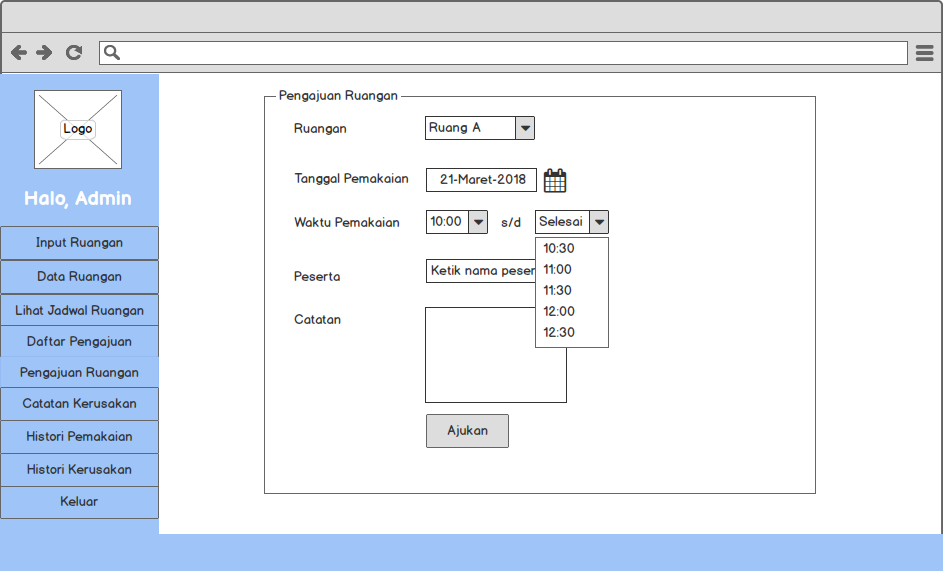 Logo
Halo, Admin
Input Ruangan
Data Ruangan
Lihat Jadwal Ruangan
Daftar Pengajuan
Pengajuan Ruangan
Catatan Kerusakan
Histori Pemakaian
Histori Kerusakan
Keluar
Pengajuan Ruangan
Ruangan Ruang A
Tanggal Pemakaian 21-Maret-2018
Waktu Pemakaian 10:00 s/d Selesai
10:30
11:00
11:30
12:00
12:30
Peserta Ketik nama peser
Catatan
Ajukan